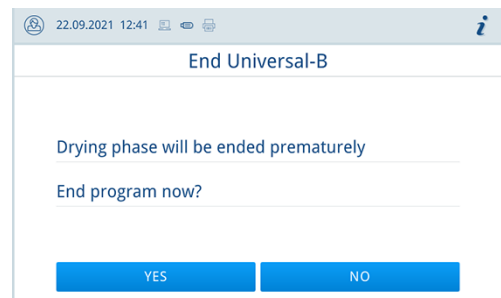 22.09.2021 12:41
i
End Universal-B
Drying phase will be ended prematurely
End program now?
YES NO